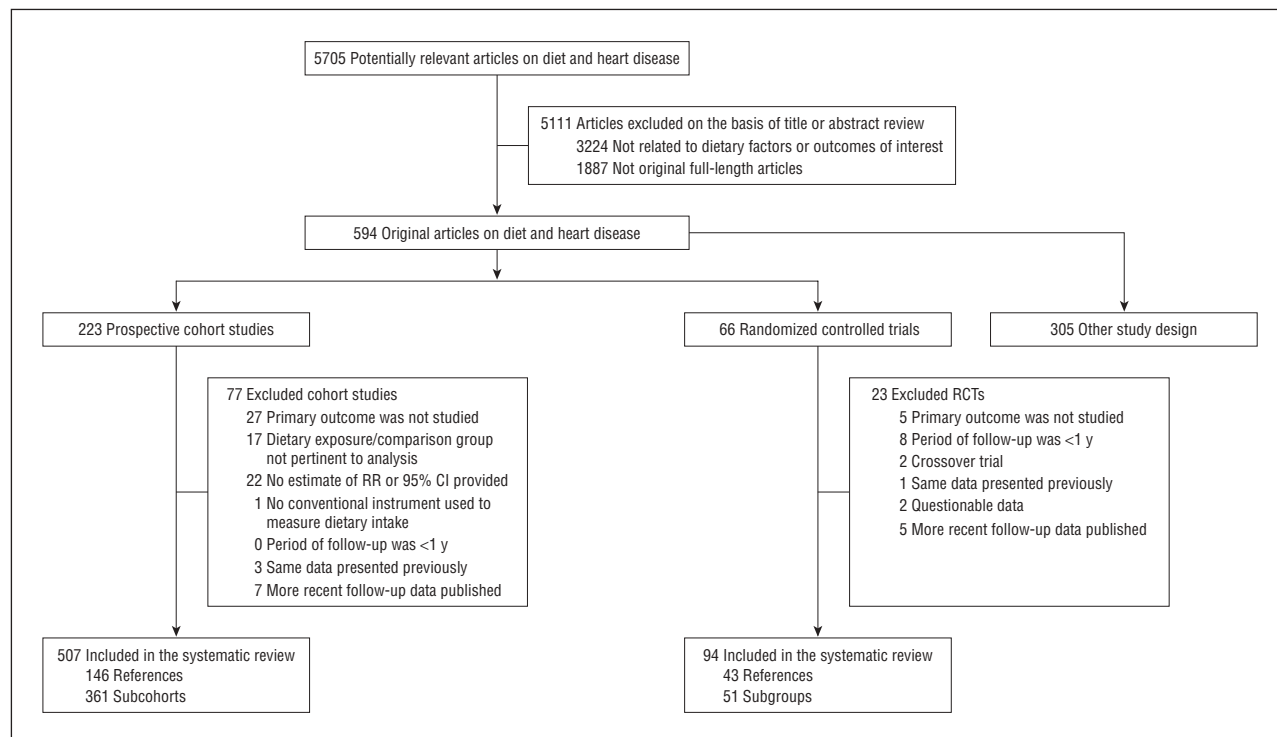 5705 Potentially relevant articles on diet and heart disease
5111 Articles excluded on the basis of title or abstract review
3224 Not related to dietary factors or outcomes of interest
1887 Not original full-length articles
594 Original articles on diet and heart disease
223 Prospective cohort studies
66 Randomized controlled trials
305 Other study design
77 Excluded cohort studies
27 Primary outcome was not studied
17 Dietary exposure/comparison group
not pertinent to analysis
22 No estimate of RR or 95% CI provided
1 No conventional instrument used to
measure dietary intake
0 Period of follow-up was <1 y
3 Same data presented previously
7 More recent follow-up data published
23 Excluded RCTs
5 Primary outcome was not studied
8 Period of follow-up was <1 y
2 Crossover trial
1 Same data presented previously
2 Questionable data
5 More recent follow-up data published
507 Included in the systematic review
146 References
361 Subcohorts
94 Included in the systematic review
43 References
51 Subgroups